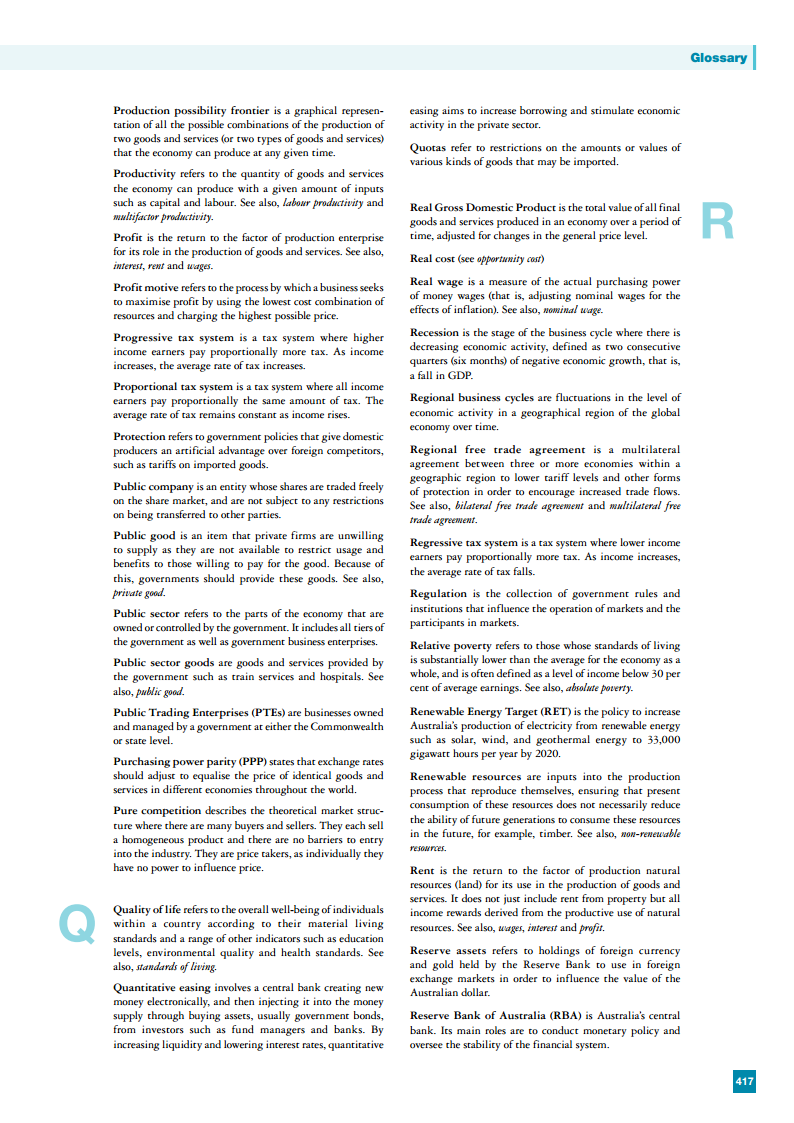 Glossary
Production possibility frontier is a graphical represen-
tation of all the possible combinations of the production of
two goods and services (or two types of goods and services)
that the economy can produce at any given time.
Productivity refers to the quantity of goods and services
the economy can produce with a given amount of inputs
such as capital and labour. See also, labour productivity and
multifactor productivity.
Profit is the return to the factor of production enterprise
for its role in the production of goods and services. See also,
interest, rent and wages.
Profit motive refers to the process by which a business seeks
to maximise profit by using the lowest cost combination of
resources and charging the highest possible price.
Progressive tax system is a tax system where higher
income earners pay proportionally more tax. As income
increases, the average rate of tax increases.
Proportional tax system is a tax system where all income
earners pay proportionally the same amount of tax. The
average rate of tax remains constant as income rises.
Protection refers to government policies that give domestic
producers an artificial advantage over foreign competitors,
such as tariffs on imported goods.
Public company is an entity whose shares are traded freely
on the share market, and are not subject to any restrictions
on being transferred to other parties.
Public good is an item that private firms are unwilling
to supply as they are not available to restrict usage and
benefits to those willing to pay for the good. Because of
this, governments should provide these goods. See also,
private good.
Public sector refers to the parts of the economy that are
owned or controlled by the government. It includes all tiers of
the government as well as government business enterprises.
Public sector goods are goods and services provided by
the government such as train services and hospitals. See
also, public good.
Public Trading Enterprises (PTEs) are businesses owned
and managed by a government at either the Commonwealth
or state level.
Purchasing power parity (PPP) states that exchange rates
should adjust to equalise the price of identical goods and
services in different economies throughout the world.
Pure competition describes the theoretical market struc-
ture where there are many buyers and sellers. They each sell
a homogeneous product and there are no barriers to entry
into the industry. They are price takers, as individually they
have no power to influence price.
Q
Quality of life refers to the overall well-being of individuals
within a country according to their material living
standards and a range of other indicators such as education
levels, environmental quality and health standards. See
also, standards of living.
Quantitative easing involves a central bank creating new
money electronically, and then injecting it into the money
supply through buying assets, usually government bonds,
from investors such as fund managers and banks. By
increasing liquidity and lowering interest rates, quantitative
easing aims to increase borrowing and stimulate economic
activity in the private sector.
Quotas refer to restrictions on the amounts or values of
various kinds of goods that may be imported.
R
Real Gross Domestic Product is the total value of all final
goods and services produced in an economy over a period of
time, adjusted for changes in the general price level.
Real cost (see opportunity cost)
Real wage is a measure of the actual purchasing power
of money wages (that is, adjusting nominal wages for the
effects of inflation). See also, nominal wage.
Recession is the stage of the business cycle where there is
decreasing economic activity, defined as two consecutive
quarters (six months) of negative economic growth, that is,
a fall in GDP.
Regional business cycles are fluctuations in the level of
economic activity in a geographical region of the global
economy over time.
Regional free trade agreement is a multilateral
agreement between three or more economies within a
geographic region to lower tariff levels and other forms
of protection in order to encourage increased trade flows.
See also, bilateral free trade agreement and multilateral free
trade agreement.
Regressive tax system is a tax system where lower income
earners pay proportionally more tax. As income increases,
the average rate of tax falls.
Regulation is the collection of government rules and
institutions that influence the operation of markets and the
participants in markets.
Relative poverty refers to those whose standards of living
is substantially lower than the average for the economy as a
whole, and is often defined as a level of income below 30 per
cent of average earnings. See also, absolute poverty.
Renewable Energy Target (RET) is the policy to increase
Australia's production of electricity from renewable energy
such as solar, wind, and geothermal energy to 33,000
gigawatt hours per year by 2020.
Renewable resources are inputs into the production
process that reproduce themselves, ensuring that present
consumption of these resources does not necessarily reduce
the ability of future generations to consume these resources
in the future, for example, timber. See also, non-renewable
resources.
Rent is the return to the factor of production natural
resources (land) for its use in the production of goods and
services. It does not just include rent from property but all
income rewards derived from the productive use of natural
resources. See also, wages, interest and profit.
Reserve assets refers to holdings of foreign currency
and gold held by the Reserve Bank to use in foreign
exchange markets in order to influence the value of the
Australian dollar.
Reserve Bank of Australia (RBA) is Australia's central
bank. Its main roles are to conduct monetary policy and
oversee the stability of the financial system.
417